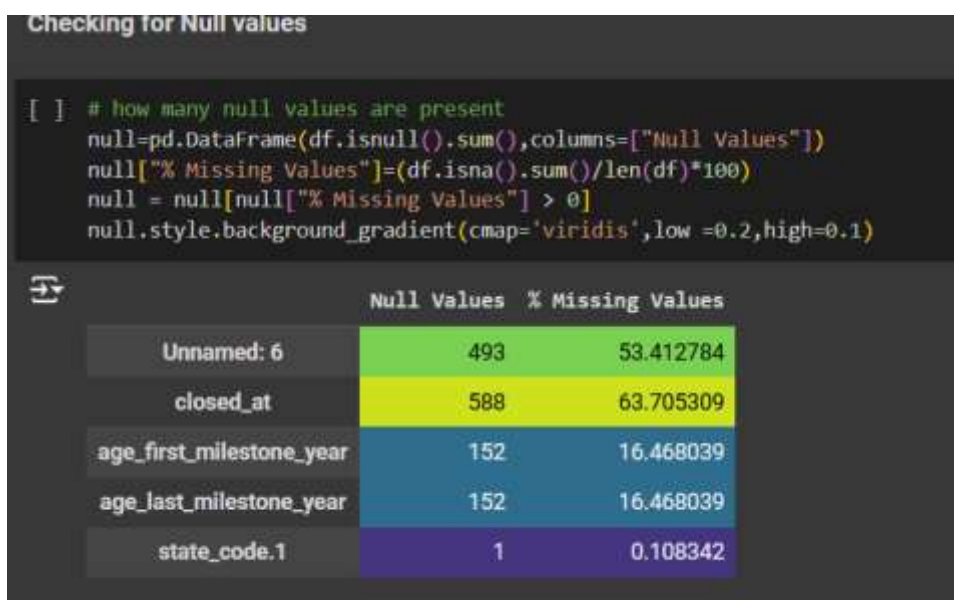 Checking for Null values
[ ] # how many null values are present
null=pd.DataFrame(df.isnull().sum(),columns=["Null Values"])
null["% Missing Values"]=(df.isna().sum()/len(df)*100)
null = null[null["% Missing Values"] > 0]
null.style.background_gradient(cmap='viridis',low =0.2,high=0.1)
Null Values % Missing Values
Unnamed: 6 493 53.412784
closed_at 588 63.705309
age_first_milestone_year 152 16.468039
age_last_milestone_year 152 16.468039
state_code.1 1 0.108342